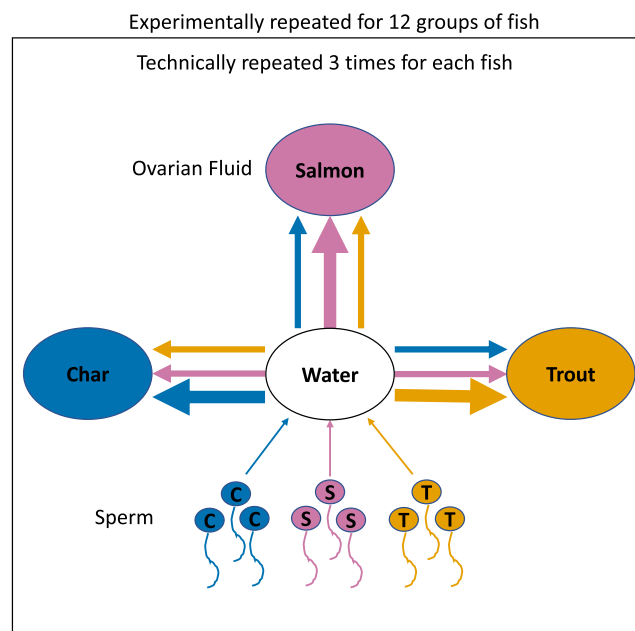 Experimentally repeated for 12 groups of fish
Technically repeated 3 times for each fish
Ovarian Fluid
Salmon
Char
Water
Trout
Sperm
C
C
C
S
S
S
T
T
T